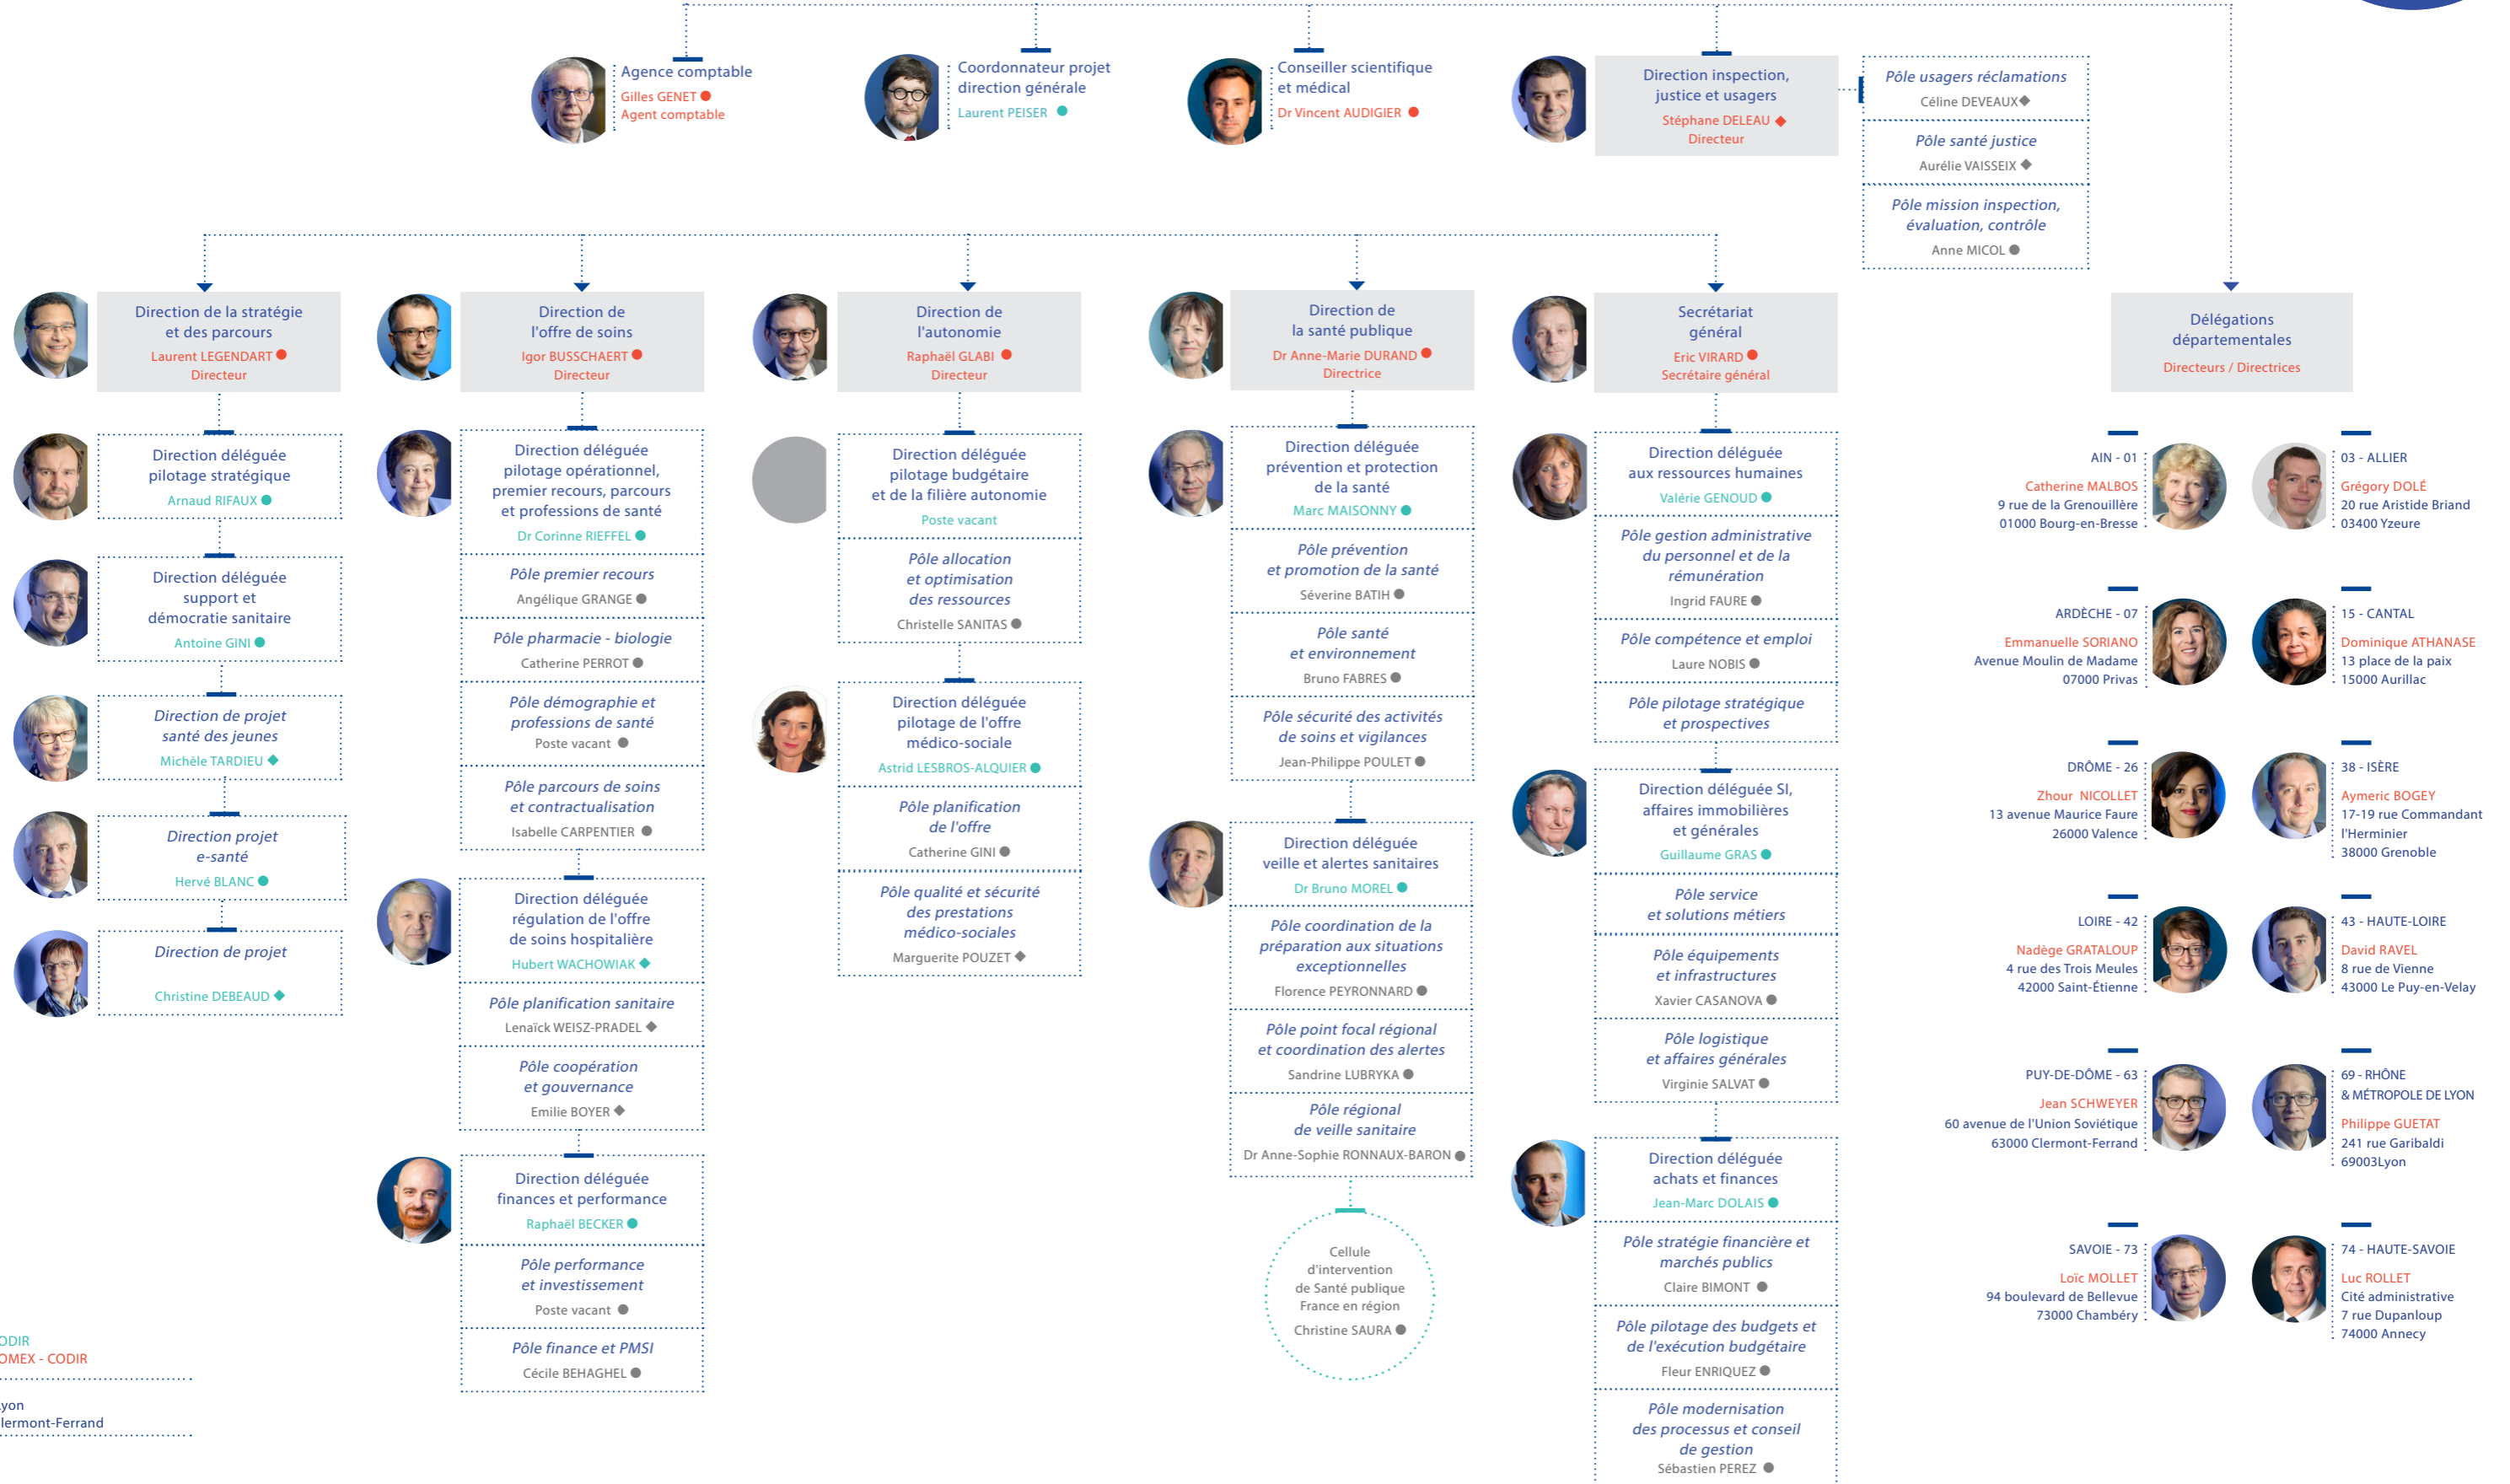 Agence comptable
Gilles GENET
Agent comptable
Coordonnateur projet
direction générale
Laurent PEISER
Conseiller scientifique
et médical
Dr Vincent AUDIGIER
Direction inspection,
justice et usagers
Stéphane DELEAU
Directeur
Pôle usagers réclamations
Céline DEVEAUX
Pôle santé justice
Aurélie VAISSEIX
Pôle mission inspection,
évaluation, contrôle
Anne MICOL
Direction de la stratégie
et des parcours
Laurent LEGENDART
Directeur
Direction déléguée
pilotage stratégique
Arnaud RIFAUX
Direction déléguée
support et
démocratie sanitaire
Antoine GINI
Direction de projet
santé des jeunes
Michèle TARDIEU
Direction projet
e-santé
Hervé BLANC
Direction de projet
Christine DEBEAUD
Direction de
l'offre de soins
Igor BUSSCHAERT
Directeur
Direction déléguée
pilotage opérationnel,
premier recours, parcours
et professions de santé
Dr Corinne RIEFFEL
Pôle premier recours
Angélique GRANGE
Pôle pharmacie - biologie
Catherine PERROT
Pôle démographie et
professions de santé
Poste vacant
Pôle parcours de soins
et contractualisation
Isabelle CARPENTIER
Direction déléguée
régulation de l'offre
de soins hospitalière
Hubert WACHOWIAK
Pôle planification sanitaire
Lenaïck WEISZ-PRADEL
Pôle coopération
et gouvernance
Emilie BOYER
Direction déléguée
finances et performance
Raphaël BECKER
Pôle performance
et investissement
Poste vacant
Pôle finance et PMSI
Cécile BEHAGHEL
Direction de
l'autonomie
Raphaël GLABI
Directeur
Direction déléguée
pilotage budgétaire
et de la filière autonomie
Poste vacant
Pôle allocation
et optimisation
des ressources
Christelle SANITAS
Direction déléguée
pilotage de l'offre
médico-sociale
Astrid LESBROS-ALQUIER
Pôle planification
de l'offre
Catherine GINI
Pôle qualité et sécurité
des prestations
médico-sociales
Marguerite POUZET
Direction de
la santé publique
Dr Anne-Marie DURAND
Directrice
Direction déléguée
prévention et protection
de la santé
Marc MAISONNY
Pôle prévention
et promotion de la santé
Séverine BATIH
Pôle santé
et environnement
Bruno FABRES
Pôle sécurité des activités
de soins et vigilances
Jean-Philippe POULET
Direction déléguée
veille et alertes sanitaires
Dr Bruno MOREL
Pôle coordination de la
préparation aux situations
exceptionnelles
Florence PEYRONNARD
Pôle point focal régional
et coordination des alertes
Sandrine LUBRYKA
Pôle régional
de veille sanitaire
Dr Anne-Sophie RONNAUX-BARON
Cellule
d'intervention
de Santé publique
France en région
Christine SAURA
Secrétariat
général
Eric VIRARD
Secrétaire général
Direction déléguée
aux ressources humaines
Valérie GENOUD
Pôle gestion administrative
du personnel et de la
rémunération
Ingrid FAURE
Pôle compétence et emploi
Laure NOBIS
Pôle pilotage stratégique
et prospectives
Direction déléguée SI,
affaires immobilières
et générales
Guillaume GRAS
Pôle service
et solutions métiers
Pôle équipements
et infrastructures
Xavier CASANOVA
Pôle logistique
et affaires générales
Virginie SALVAT
Direction déléguée
achats et finances
Jean-Marc DOLAIS
Pôle stratégie financière et
marchés publics
Claire BIMONT
Pôle pilotage des budgets et
de l'exécution budgétaire
Fleur ENRIQUEZ
Pôle modernisation
des processus et conseil
de gestion
Sébastien PEREZ
Délégations
départementales
Directeurs / Directrices
AIN - 01
Catherine MALBOS
9 rue de la Grenouillère
01000 Bourg-en-Bresse
03 - ALLIER
Grégory DOLÉ
20 rue Aristide Briand
03400 Yzeure
ARDÈCHE - 07
Emmanuelle SORIANO
Avenue Moulin de Madame
07000 Privas
15 - CANTAL
Dominique ATHANASE
13 place de la paix
15000 Aurillac
DRÔME - 26
Zhour NICOLLET
13 avenue Maurice Faure
26000 Valence
38 - ISÈRE
Aymeric BOGEY
17-19 rue Commandant
l'Herminier
38000 Grenoble
LOIRE - 42
Nadège GRATALOUP
4 rue des Trois Meules
42000 Saint-Étienne
43 - HAUTE-LOIRE
David RAVEL
8 rue de Vienne
43000 Le Puy-en-Velay
PUY-DE-DÔME - 63
Jean SCHWEYER
60 avenue de l'Union Soviétique
63000 Clermont-Ferrand
69 - RHÔNE
& MÉTROPOLE DE LYON
Philippe GUETAT
241 rue Garibaldi
69003Lyon
SAVOIE - 73
Loïc MOLLET
94 boulevard de Bellevue
73000 Chambéry
74 - HAUTE-SAVOIE
Luc ROLLET
Cité administrative
7 rue Dupanloup
74000 Annecy
ODIR
OMEX - CODIR
yon
lermont-Ferrand